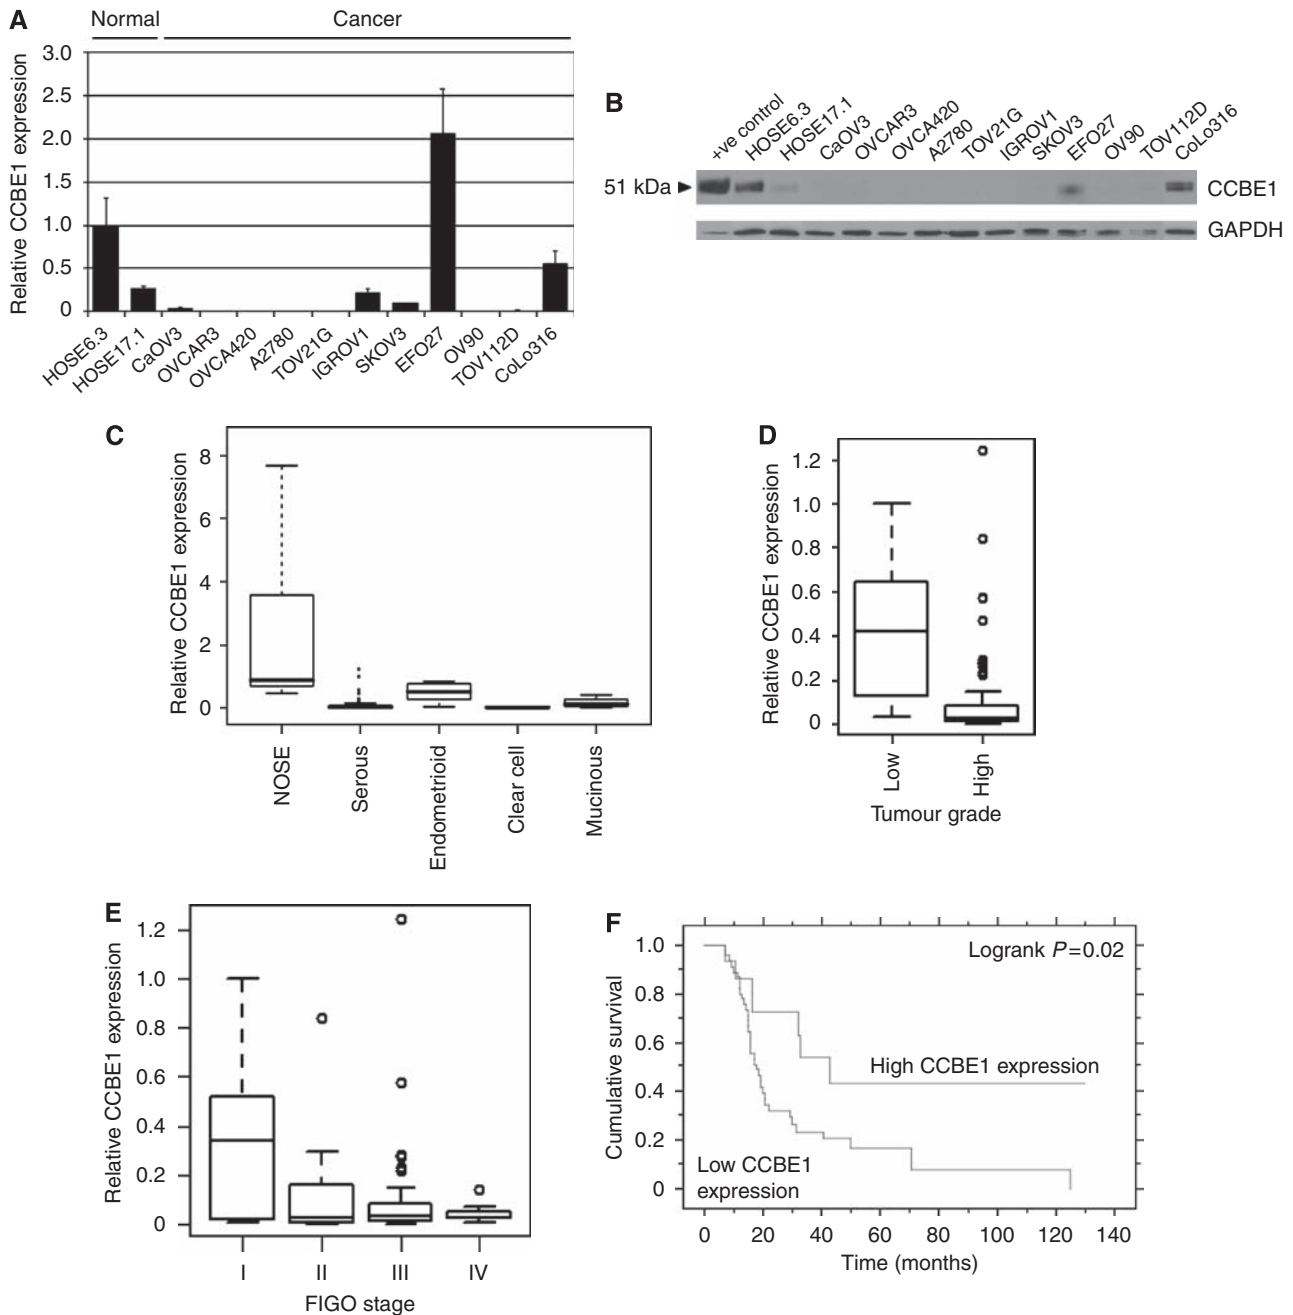 A
Normal Cancer
Relative CCBE1 expression
3.0
2.5
2.0
1.5
1.0
0.5
0
HOSE6.3 HOSE17.1 CaOV3 OVCAR3 OVCA420 A2780 TOV21G IGROV1 SKOV3 EFO27 OV90 TOV112D CoLo316
B
+ve control HOSE6.3 HOSE17.1 CaOV3 OVCAR3 OVCA420 A2780 TOV21G IGROV1 SKOV3 EFO27 OV90 TOV112D CoLo316
51 kDa CCBE1
GAPDH
C
Relative CCBE1 expression
8
6
4
2
0
NOSE Serous Endometrioid Clear cell Mucinous
D
Relative CCBE1 expression
1.2
1.0
0.8
0.6
0.4
0.2
0
Low High
Tumour grade
E
Relative CCBE1 expression
1.2
1.0
0.8
0.6
0.4
0.2
0
I II III IV
FIGO stage
F
Cumulative survival
1.0
0.8
0.6
0.4
0.2
0
Logrank P=0.02
High CCBE1 expression
Low CCBE1
expression
0 20 40 60 80 100 120 140
Time (months)